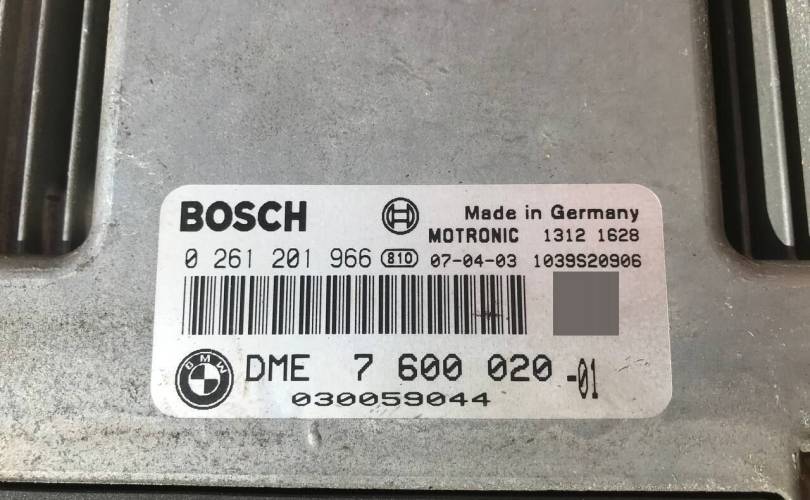 BOSCH
Made in Germany
MOTRONIC 1312 1628
0 261 201 966 810 07-04-03 1039S20906
BMW
DME 7 600 020 -01
030059044